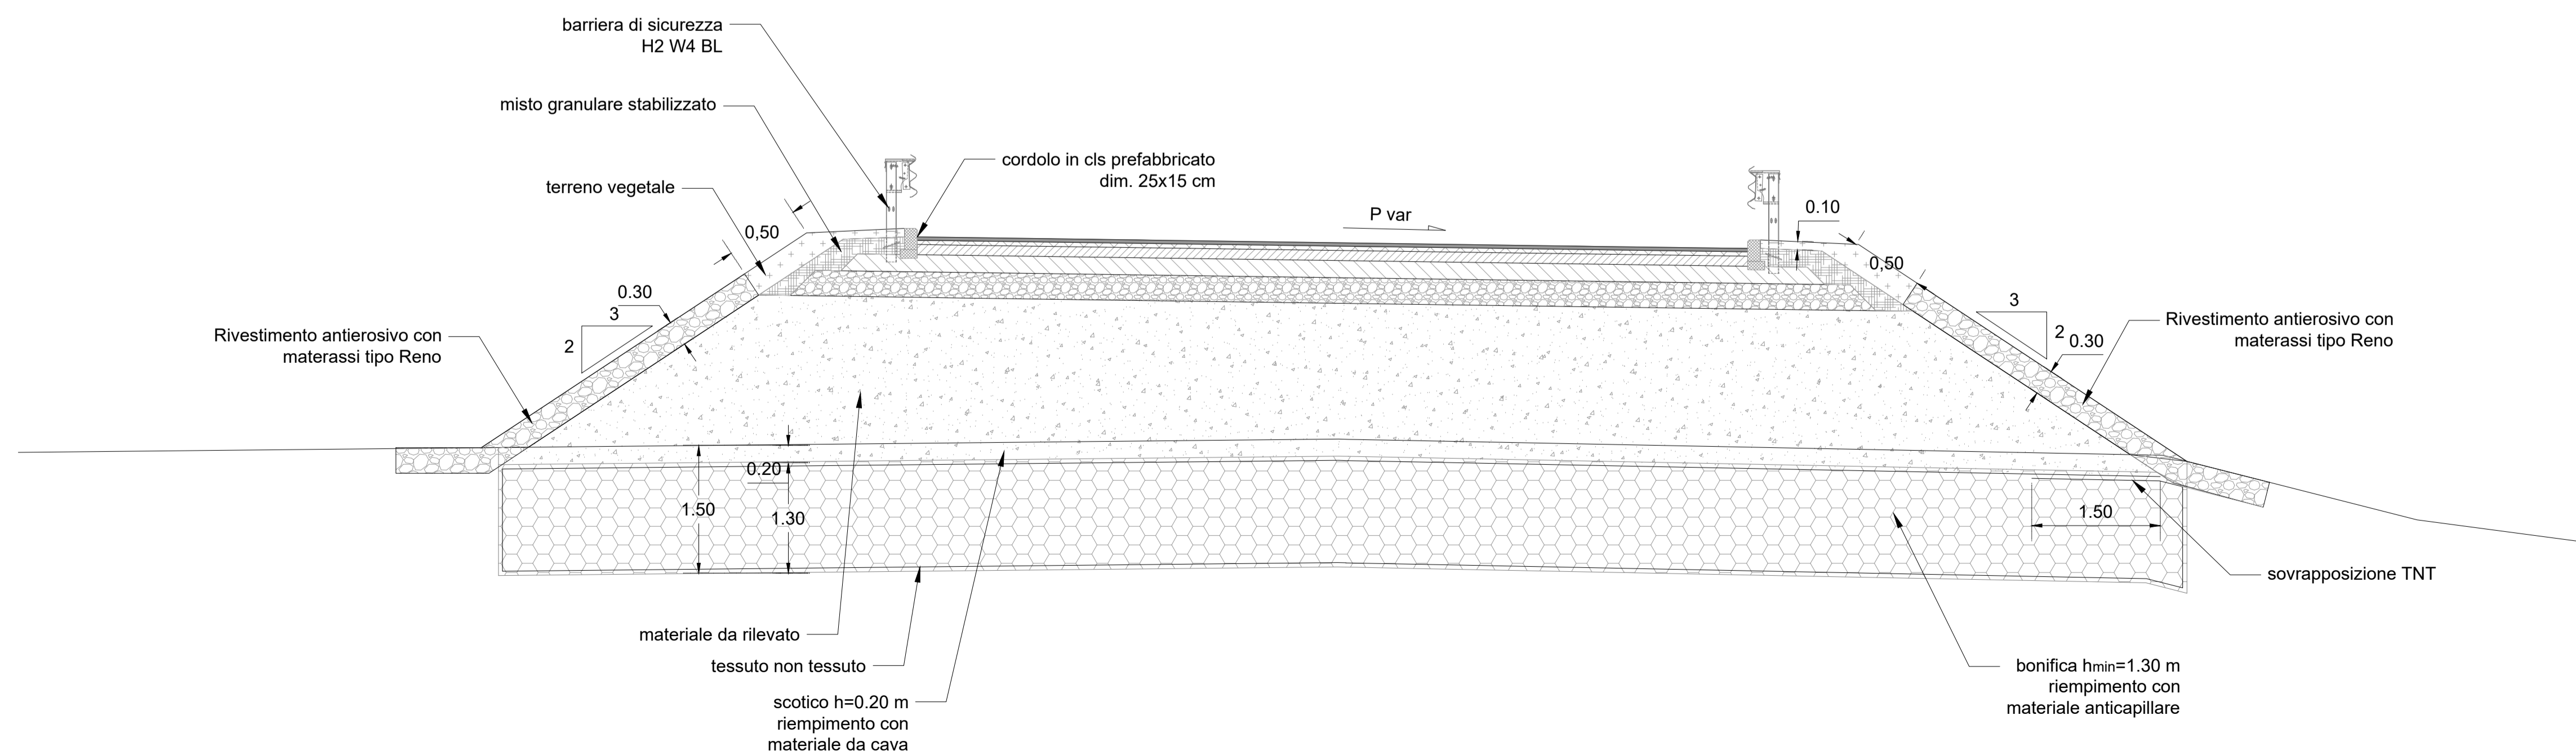 barriera di sicurezza
H2 W4 BL
misto granulare stabilizzato
cordolo in cls prefabbricato
dim. 25x15 cm
terreno vegetale
0,50
P var
0.10
0,50
0.30
3
2
Rivestimento antierosivo con
materassi tipo Reno
3
2
0.30
Rivestimento antierosivo con
materassi tipo Reno
0.20
1.50
1.30
1.50
sovrapposizione TNT
materiale da rilevato
tessuto non tessuto
scotico h=0.20 m
riempimento con
materiale da cava
bonifica hmin=1.30 m
riempimento con
materiale anticapillare